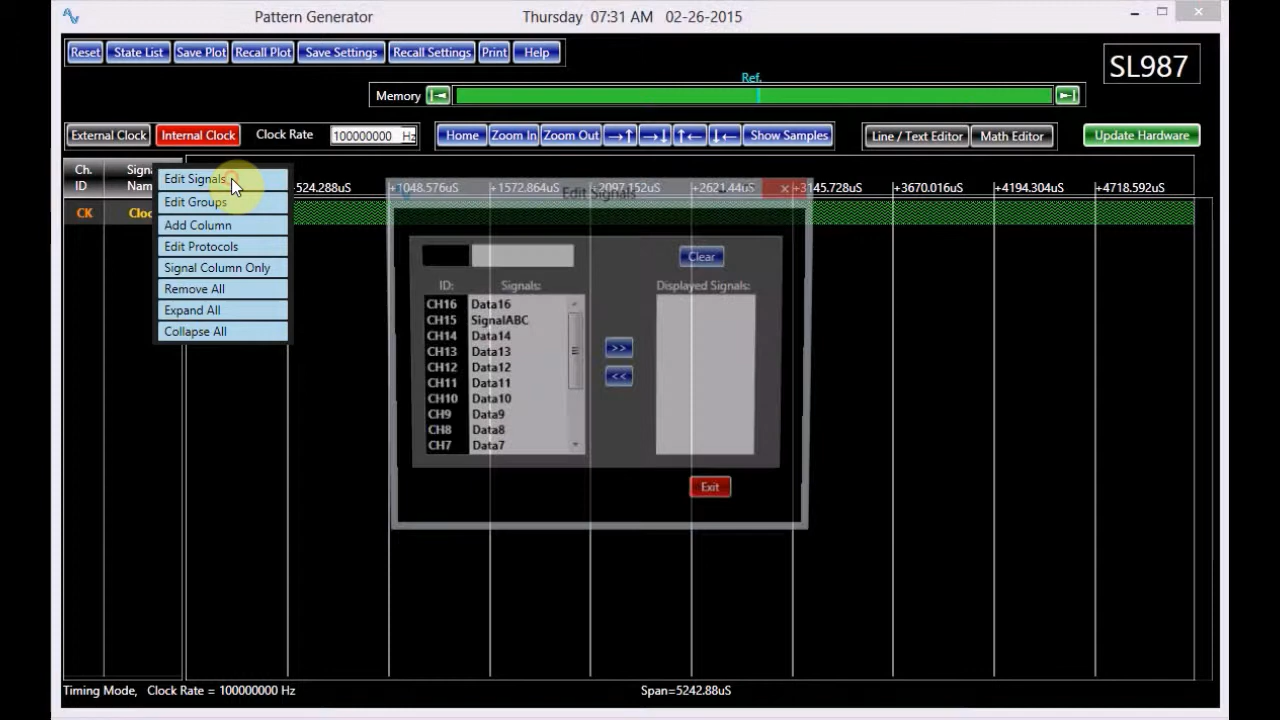 Pattern Generator Thursday 07:31 AM 02-26-2015
Reset State List Save Plot Recall Plot Save Settings Recall Settings Print Help
SL987
Ref.
Memory
External Clock Internal Clock Clock Rate 100000000 Hz Home Zoom In Zoom Out →↑ →↓ ↑← ↓← Show Samples Line / Text Editor Math Editor Update Hardware
Ch. Signa
ID Nam
524.288uS +1048.576uS +1572.864uS +2097.152uS +2621.44uS +3145.728uS +3670.016uS +4194.304uS +4718.592uS
CK Cloc
Edit Signals
Edit Groups
Add Column
Edit Protocols
Signal Column Only
Remove All
Expand All
Collapse All
Edit Signals
Clear
ID: Signals: Displayed Signals:
CH16 Data16
CH15 SignalABC
CH14 Data14
CH13 Data13
CH12 Data12
CH11 Data11
CH10 Data10
CH9 Data9
CH8 Data8
CH7 Data7
>>
<<
Exit
Timing Mode, Clock Rate = 100000000 Hz Span=5242.88uS